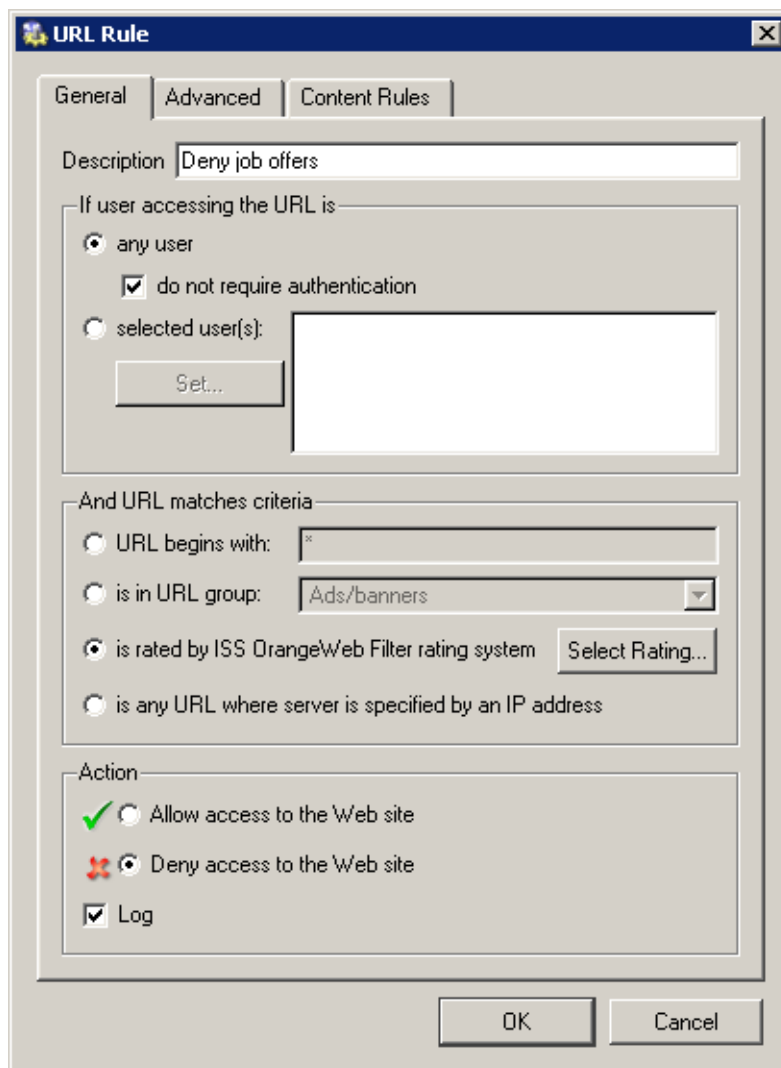 URL Rule
General Advanced Content Rules
Description Deny job offers
If user accessing the URL is
any user
do not require authentication
selected user(s):
Set...
And URL matches criteria
URL begins with: *
is in URL group: Ads/banners
is rated by ISS OrangeWeb Filter rating system Select Rating...
is any URL where server is specified by an IP address
Action
Allow access to the Web site
Deny access to the Web site
Log
OK Cancel